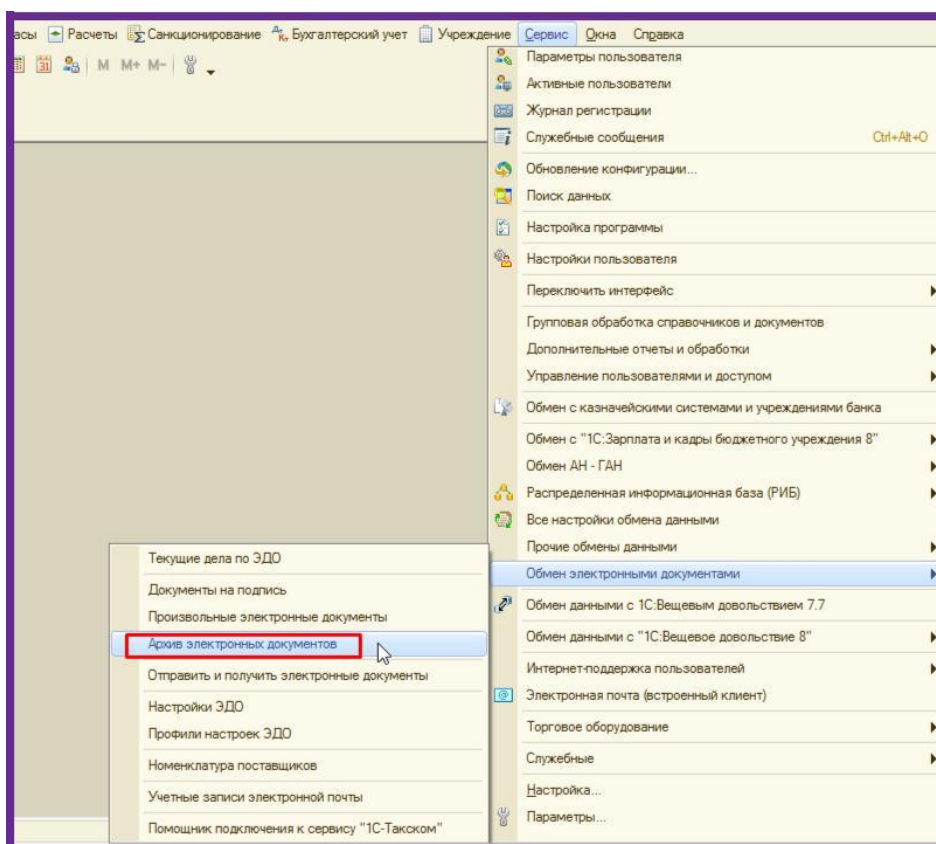 асы Расчеты Санкционирование Бухгалтерский учет Учреждение Сервис Окна Справка
M M+ M-
Параметры пользователя
Активные пользователи
Журнал регистрации
Служебные сообщения Ctrl+Alt+O
Обновление конфигурации...
Поиск данных
Настройка программы
Настройки пользователя
Переключить интерфейс
Групповая обработка справочников и документов
Дополнительные отчеты и обработки
Управление пользователями и доступом
Обмен с казначейскими системами и учреждениями банка
Обмен с "1С:Зарплата и кадры бюджетного учреждения 8"
Обмен АН - ГАН
Распределенная информационная база (РИБ)
Все настройки обмена данными
Прочие обмены данными
Обмен электронными документами
Обмен данными с 1С:Вещевым довольствием 7.7
Обмен данными с "1С:Вещевое довольствие 8"
Интернет-поддержка пользователей
Электронная почта (встроенный клиент)
Торговое оборудование
Служебные
Настройка...
Параметры...
Текущие дела по ЭДО
Документы на подпись
Произвольные электронные документы
Архив электронных документов
Отправить и получить электронные документы
Настройки ЭДО
Профили настроек ЭДО
Номенклатура поставщиков
Учетные записи электронной почты
Помощник подключения к сервису "1С-Такском"